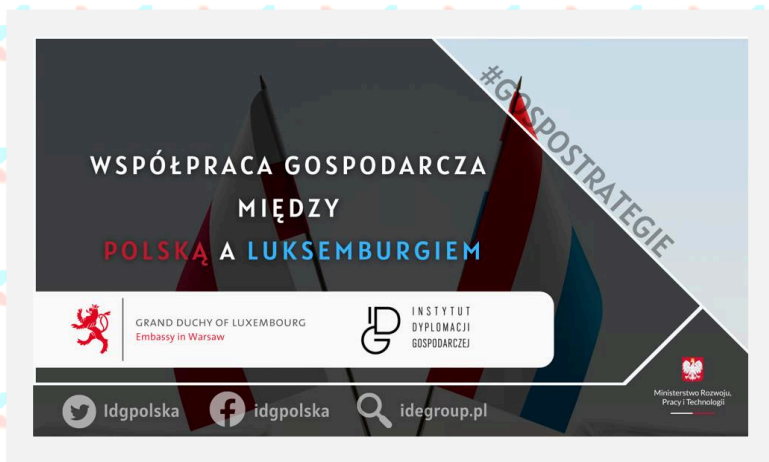 #GOSPOSTRATEGIE
WSPÓŁPRACA GOSPODARCZA
MIĘDZY
POLSKĄ A LUKSEMBURGIEM
GRAND DUCHY OF LUXEMBOURG
Embassy in Warsaw
IDG
INSTYTUT
DYPLOMACJI
GOSPODARCZEJ
Ministerstwo Rozwoju,
Pracy i Technologii
Idgpolska
idgpolska
idegroup.pl